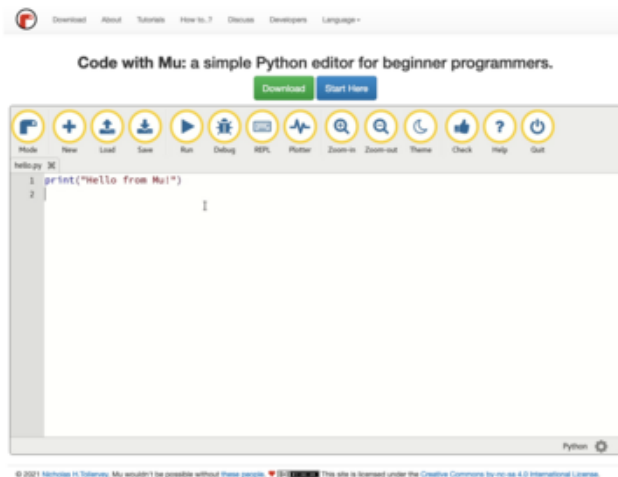 Download About Tutorials How to..? Discuss Developers Language
Code with Mu: a simple Python editor for beginner programmers.
Download Start Here
Mode New Load Save Run Debug REPL Plotter Zoom-in Zoom-out Theme Check Help Quit
hello.py
1 print("Hello from Mu!")
2
Python
© 2021 Nicholas H.Tollervey. Mu wouldn't be possible without these people. This site is licensed under the Creative Commons by-nc-sa 4.0 International License.